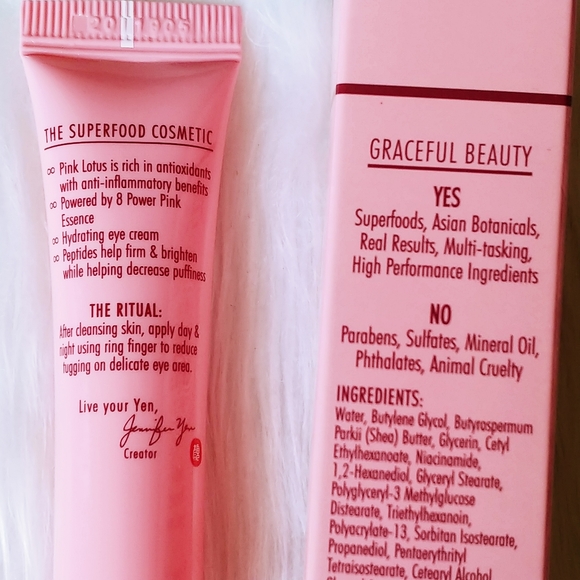 THE SUPERFOOD COSMETIC
∞ Pink Lotus is rich in antioxidants
with anti-inflammatory benefits
∞ Powered by 8 Power Pink
Essence
∞ Hydrating eye cream
∞ Peptides help firm & brighten
while helping decrease puffiness
THE RITUAL:
After cleansing skin, apply day &
night using ring finger to reduce
tugging on delicate eye area.
Live your Yen,
Jennifer Yen
Creator
GRACEFUL BEAUTY
YES
Superfoods, Asian Botanicals,
Real Results, Multi-tasking,
High Performance Ingredients
NO
Parabens, Sulfates, Mineral Oil,
Phthalates, Animal Cruelty
INGREDIENTS:
Water, Butylene Glycol, Butyrospermum
Parkii (Shea) Butter, Glycerin, Cetyl
Ethylhexanoate, Niacinamide,
1,2-Hexanediol, Glyceryl Stearate,
Polyglyceryl-3 Methylglucose
Distearate, Triethylhexanoin,
Polyacrylate-13, Sorbitan Isostearate,
Propanediol, Pentaerythrityl
Tetraisostearate, Cetearyl Alcohol,